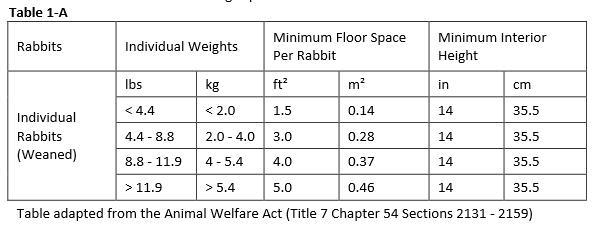 Table 1-A
Rabbits Individual Weights Minimum Floor Space Per Rabbit Minimum Interior Height
Individual Rabbits (Weaned)
lbs kg ft² m² in cm
< 4.4 < 2.0 1.5 0.14 14 35.5
4.4 - 8.8 2.0 - 4.0 3.0 0.28 14 35.5
8.8 - 11.9 4 - 5.4 4.0 0.37 14 35.5
> 11.9 > 5.4 5.0 0.46 14 35.5
Table adapted from the Animal Welfare Act (Title 7 Chapter 54 Sections 2131 - 2159)